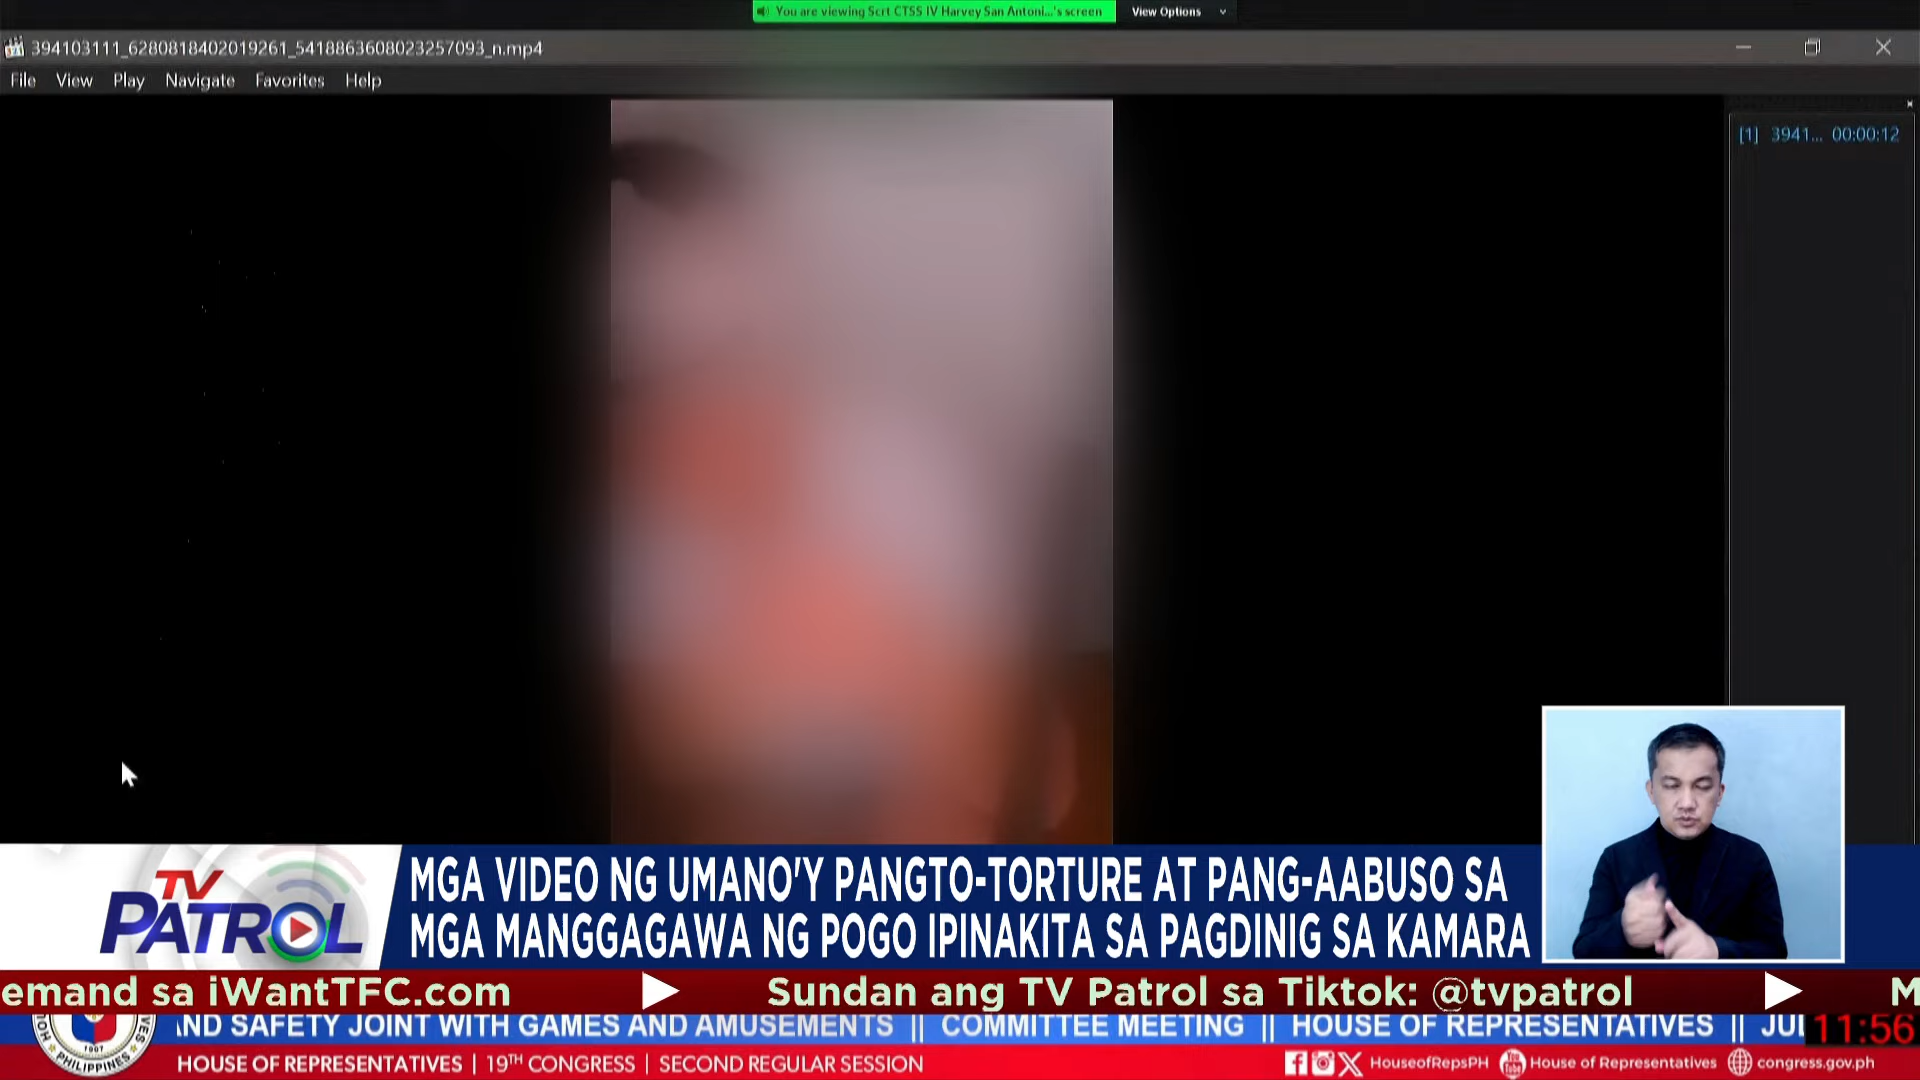 You are viewing Scrt CTSS IV Harvey San Antoni...'s screen
View Options
394103111_6280818402019261_5418863608023257093_n.mp4
File View Play Navigate Favorites Help
[1] 3941... 00:00:12
TV PATROL
MGA VIDEO NG UMANO'Y PANGTO-TORTURE AT PANG-AABUSO SA
MGA MANGGAGAWA NG POGO IPINAKITA SA PAGDINIG SA KAMARA
emand sa iWantTFC.com Sundan ang TV Patrol sa Tiktok: @tvpatrol M
ND SAFETY JOINT WITH GAMES AND AMUSEMENTS || COMMITTEE MEETING || HOUSE OF REPRESENTATIVES || JUL
11:56
1907
PHILIPPINES
HOUSE OF REPRESENTATIVES | 19TH CONGRESS | SECOND REGULAR SESSION
HouseofRepsPH House of Representatives congress.gov.ph